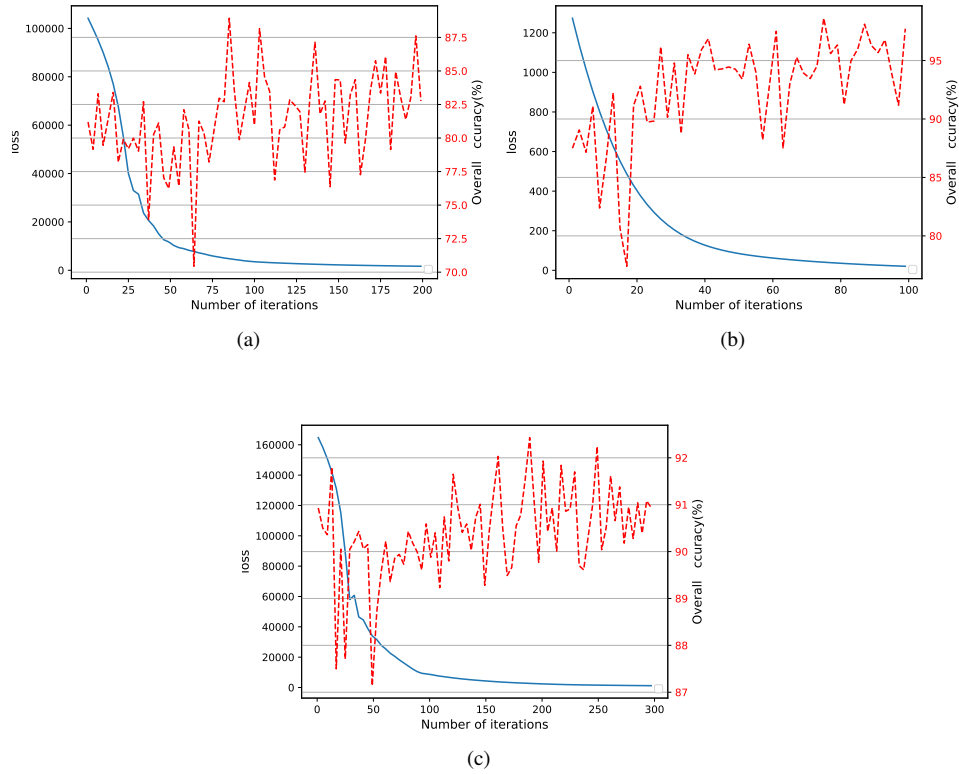 100000
80000
60000
40000
20000
0
loss
0 25 50 75 100 125 150 175 200
Number of iterations
87.5
85.0
82.5
80.0
77.5
75.0
72.5
70.0
Overall ccuracy(%)
(a)
1200
1000
800
600
400
200
0
loss
0 20 40 60 80 100
Number of iterations
95
90
85
80
Overall ccuracy(%)
(b)
160000
140000
120000
100000
80000
60000
40000
20000
0
loss
0 50 100 150 200 250 300
Number of iterations
92
91
90
89
88
87
Overall ccuracy(%)
(c)